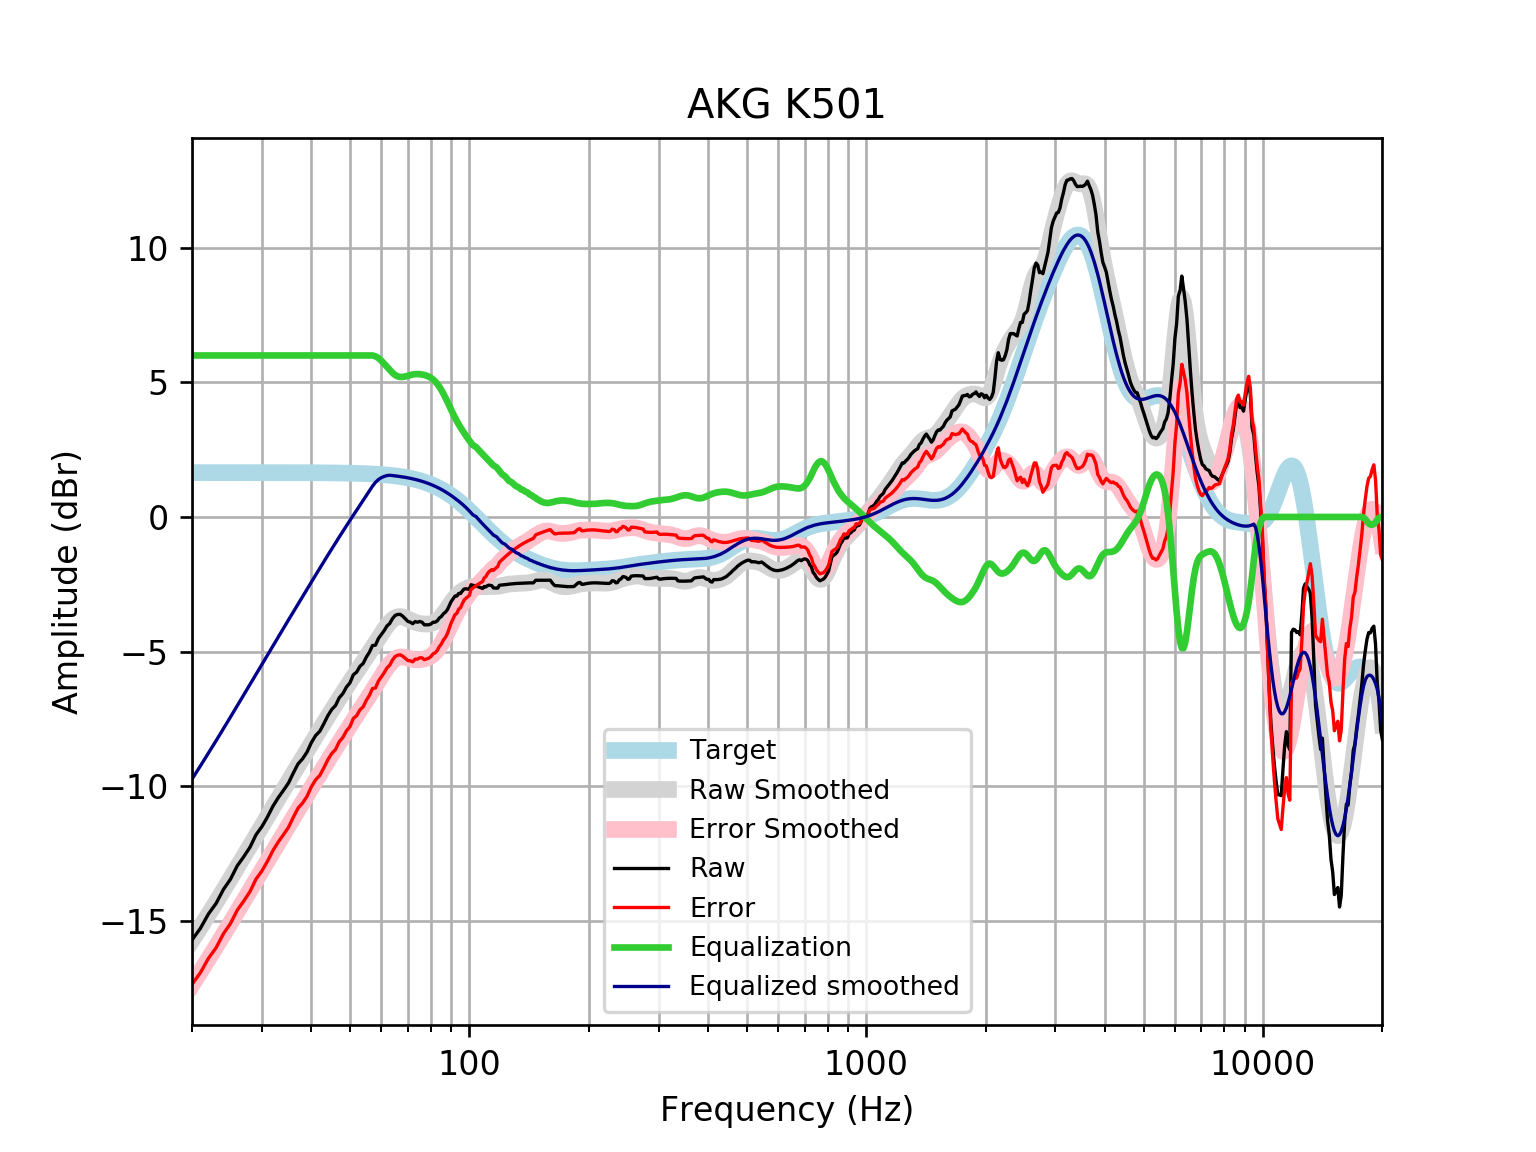 AKG K501
10
5
0
−5
−10
−15
Amplitude (dBr)
Target
Raw Smoothed
Error Smoothed
Raw
Error
Equalization
Equalized smoothed
100
1000
10000
Frequency (Hz)